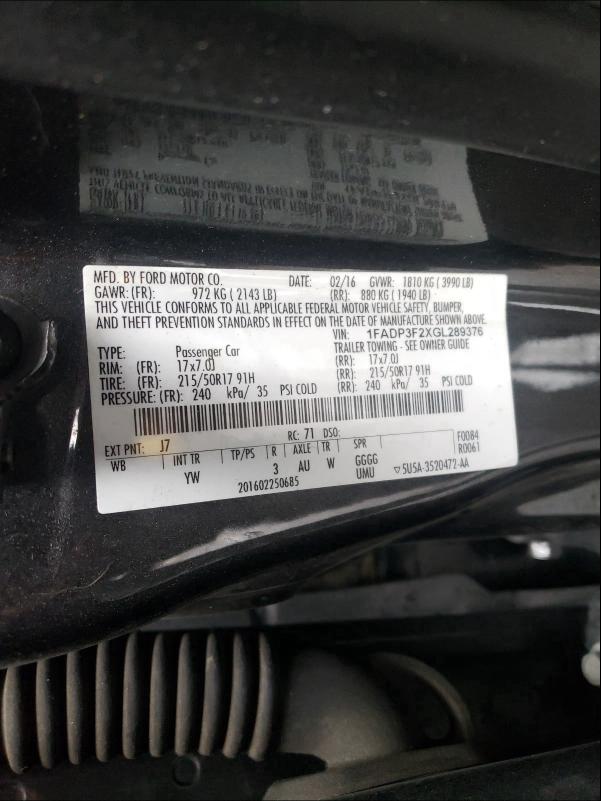 MFD. BY FORD MOTOR CO. DATE: 02/16 GVWR: 1810 KG ( 3990 LB)
GAWR: (FR): 972 KG ( 2143 LB) (RR): 880 KG ( 1940 LB)
THIS VEHICLE CONFORMS TO ALL APPLICABLE FEDERAL MOTOR VEHICLE SAFETY, BUMPER,
AND THEFT PREVENTION STANDARDS IN EFFECT ON THE DATE OF MANUFACTURE SHOWN ABOVE.
VIN: 1FADP3F2XGL289376
TYPE: Passenger Car TRAILER TOWING - SEE OWNER GUIDE
RIM: (FR): 17x7.0J (RR): 17x7.0J
TIRE: (FR): 215/50R17 91H (RR): 215/50R17 91H
PRESSURE: (FR): 240 kPa/ 35 PSI COLD (RR): 240 kPa/ 35 PSI COLD
EXT PNT: J7 RC: 71 DSO: F0084
WB INT TR TP/PS R AXLE TR SPR R0061
YW 3 AU W GGGG
UMU ▽5U5A-3520472-AA
201602250685